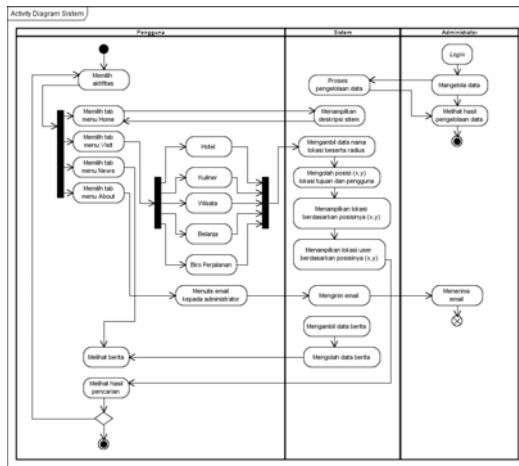 Activity Diagram Sistem
Pengguna
Sistem
Administrator
Memilih
aktifitas
Proses
pengelolaan data
Login
Mangelola data
Melihat hasil
pengelolaan data
Memilih tab
menu Home
Menampilkan
deskripsi sitem
Memilih tab
menu Visit
Memilih tab
menu News
Memilih tab
menu About
Hotel
Kuliner
Wisata
Belanja
Biro Perjalanan
Mengambil data nama
lokasi beserta radius
Mengolah posisi (x,y)
lokasi tujuan dan pengguna
Menampilkan lokasi
berdasarkan posisinya (x,y)
Menampilkan lokasi user
berdasarkan posisinya (x,y)
Menulis email
kepada administrator
Mengirim email
Menerima
email
Mengambil data berita
Mengolah data berita
Melihat berita
Melihat hasil
pencarian